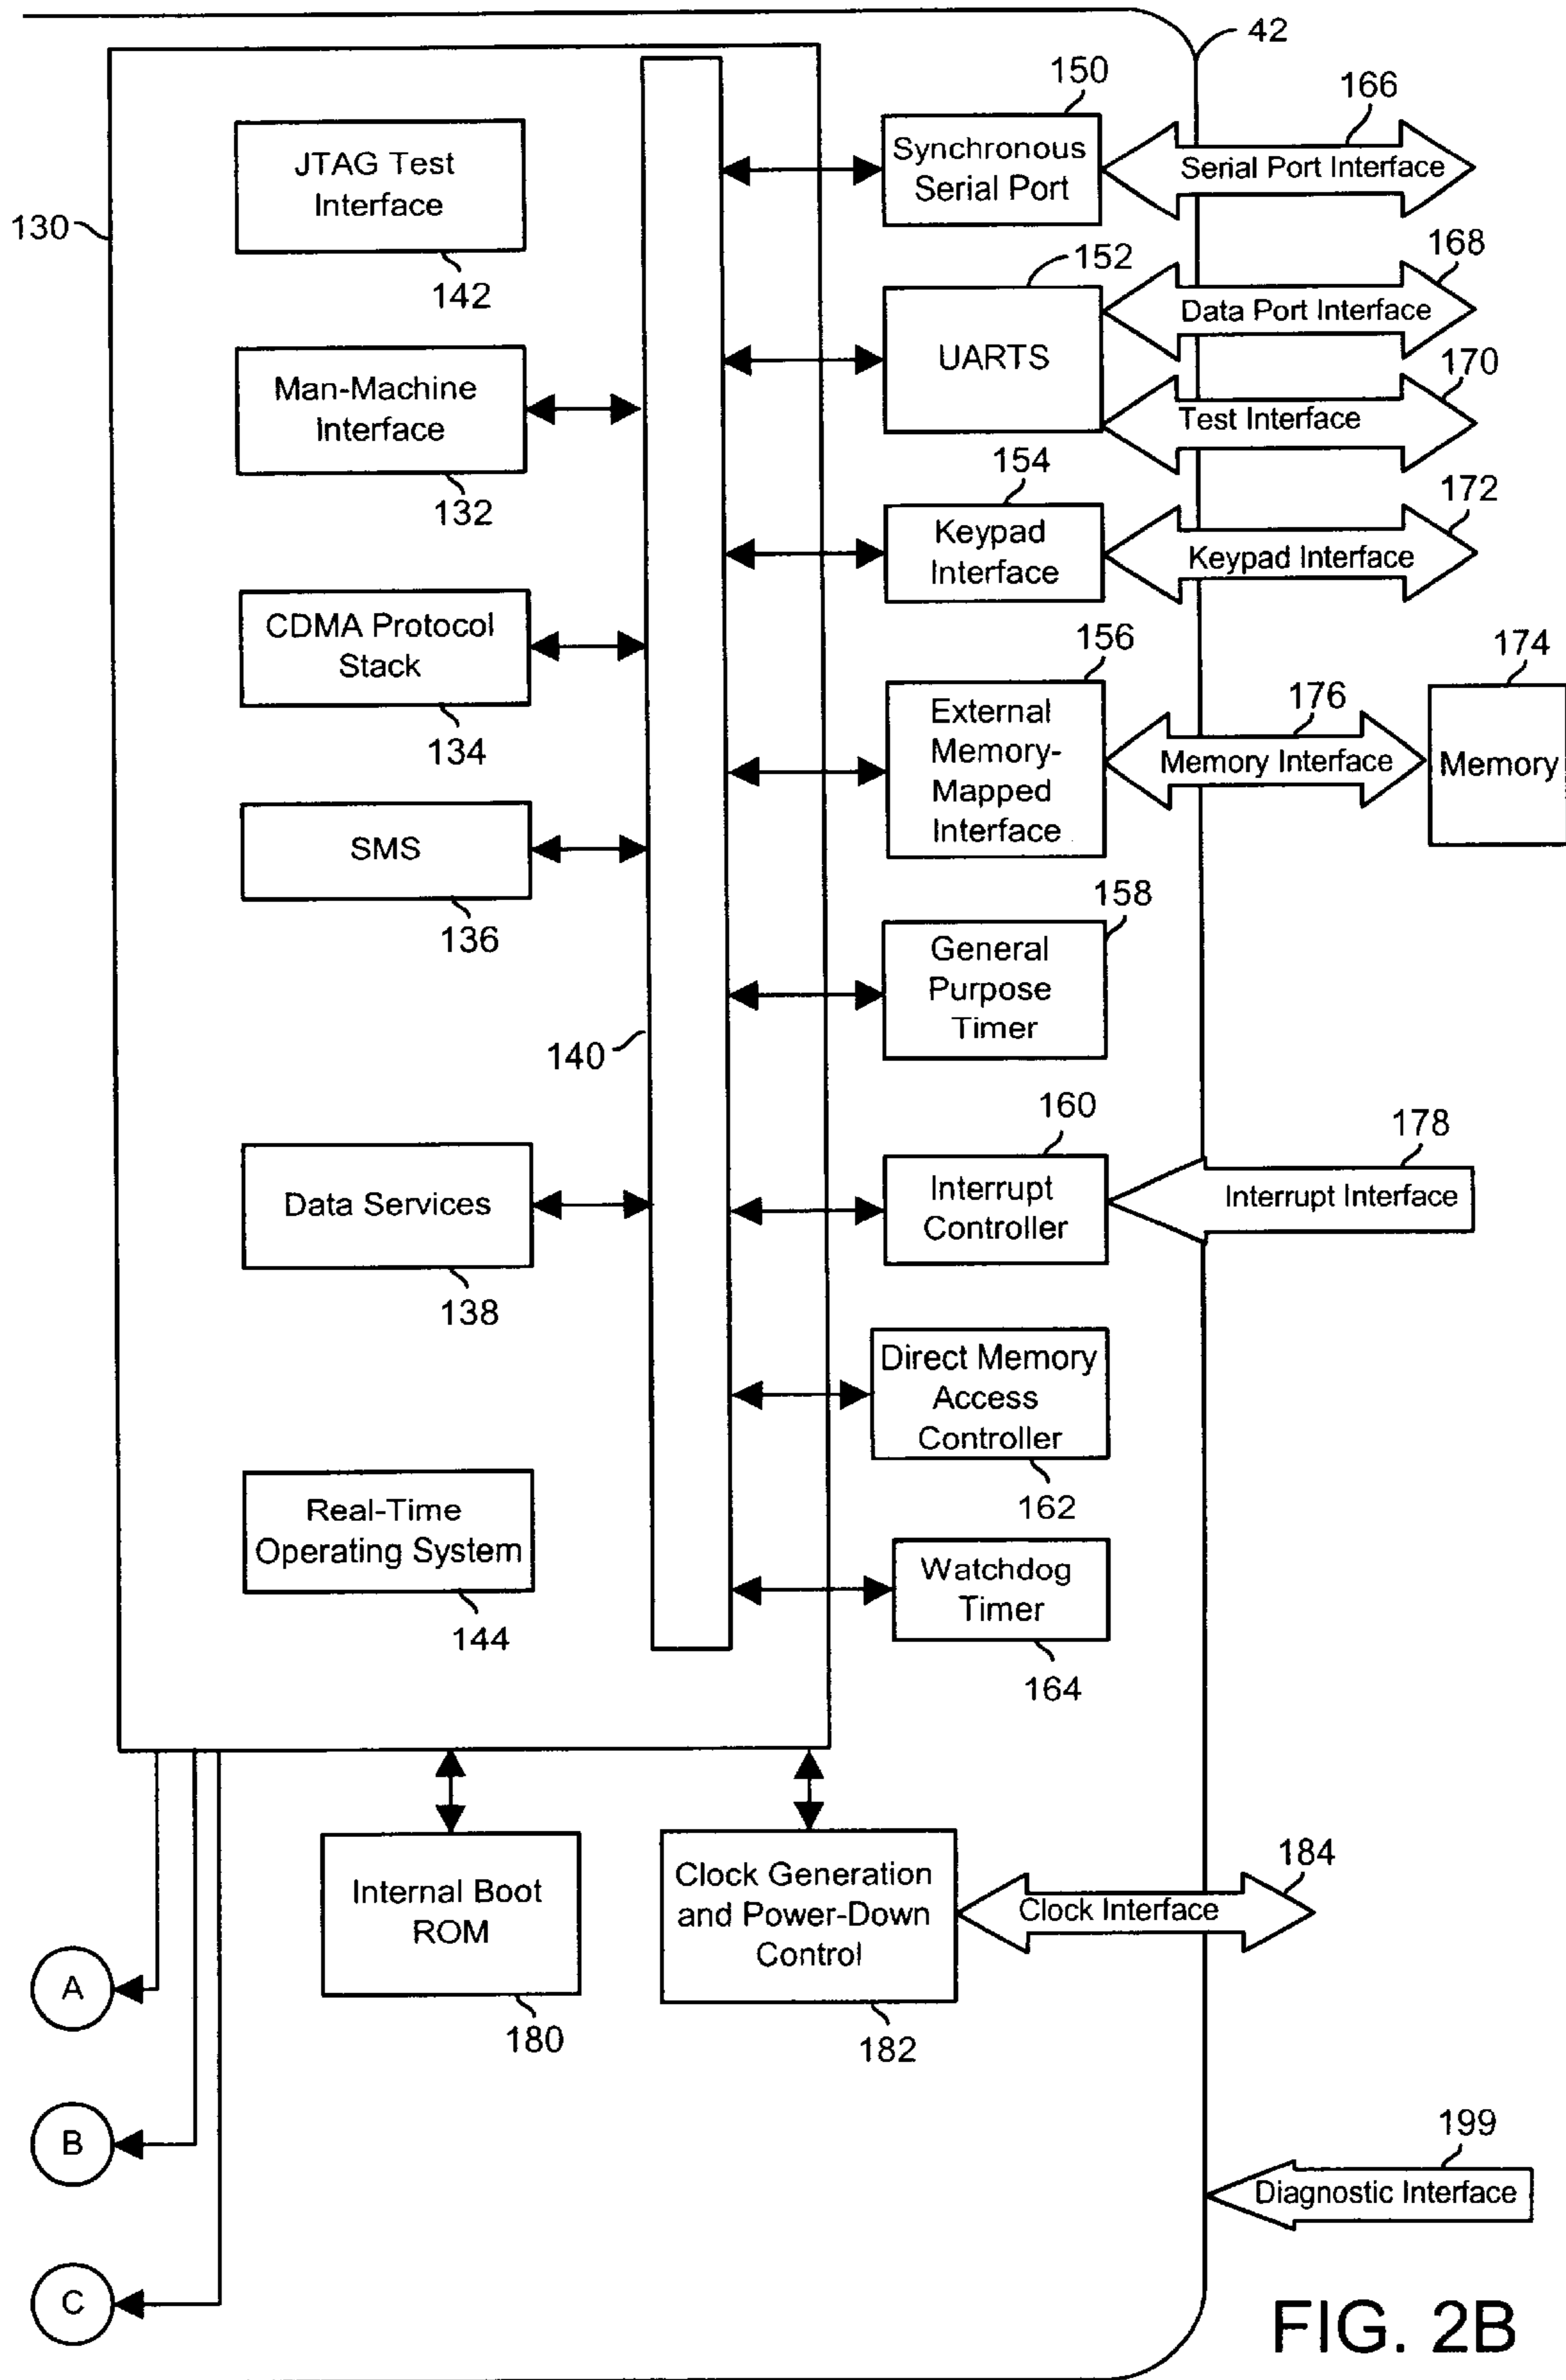 42
150
166
Synchronous
Serial Port
Serial Port Interface
JTAG Test
Interface
130
142
152
168
Data Port Interface
UARTS
170
Test Interface
Man-Machine
Interface
132
154
172
Keypad
Interface
Keypad Interface
CDMA Protocol
Stack
134
156
174
176
External
Memory-
Mapped
Interface
Memory Interface
Memory
SMS
136
158
General
Purpose
Timer
140
160
178
Interrupt
Controller
Interrupt Interface
Data Services
138
Direct Memory
Access
Controller
162
Real-Time
Operating System
144
Watchdog
Timer
164
Internal Boot
ROM
180
Clock Generation
and Power-Down
Control
182
184
Clock Interface
A
B
C
199
Diagnostic Interface
FIG. 2B